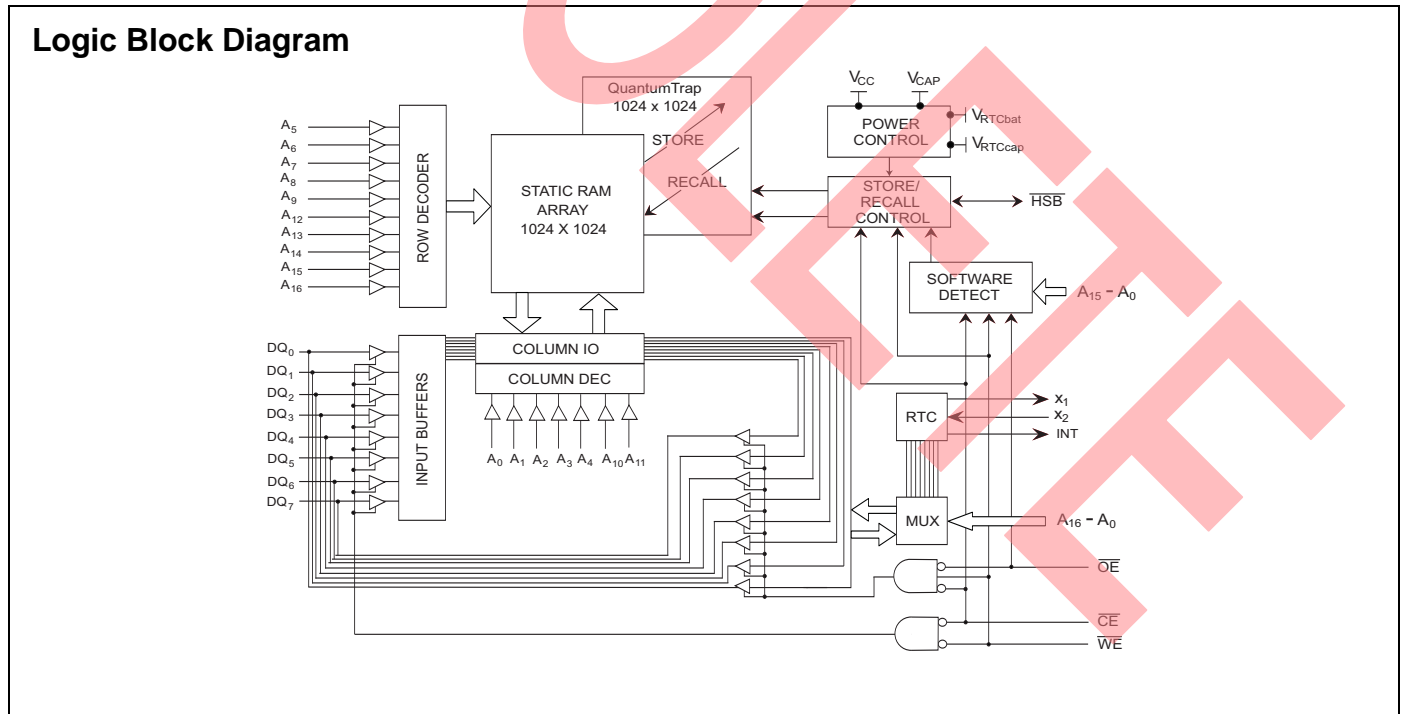 Logic Block Diagram
QuantumTrap
1024 x 1024
STORE
RECALL
STATIC RAM
ARRAY
1024 X 1024
A5
A6
A7
A8
A9
A12
A13
A14
A15
A16
ROW DECODER
VCC
VCAP
POWER
CONTROL
VRTCbat
VRTCcap
STORE/
RECALL
CONTROL
HSB
SOFTWARE
DETECT
A15 – A0
DQ0
DQ1
DQ2
DQ3
DQ4
DQ5
DQ6
DQ7
INPUT BUFFERS
COLUMN IO
COLUMN DEC
A0 A1 A2 A3 A4 A10 A11
RTC
x1
x2
INT
MUX
A16 – A0
OE
CE
WE